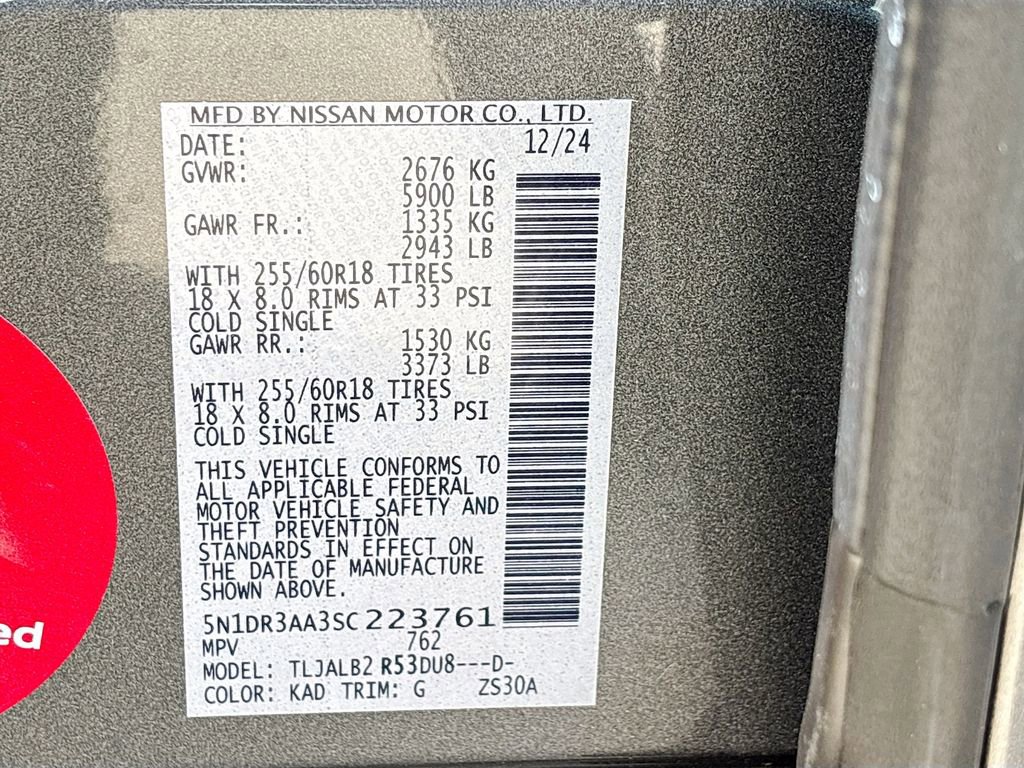 MFD BY NISSAN MOTOR CO., LTD.
DATE: 12/24
GVWR: 2676 KG
5900 LB
GAWR FR.: 1335 KG
2943 LB
WITH 255/60R18 TIRES
18 X 8.0 RIMS AT 33 PSI
COLD SINGLE
GAWR RR.: 1530 KG
3373 LB
WITH 255/60R18 TIRES
18 X 8.0 RIMS AT 33 PSI
COLD SINGLE
THIS VEHICLE CONFORMS TO
ALL APPLICABLE FEDERAL
MOTOR VEHICLE SAFETY AND
THEFT PREVENTION
STANDARDS IN EFFECT ON
THE DATE OF MANUFACTURE
SHOWN ABOVE.
5N1DR3AA3SC223761
MPV 762
MODEL: TLJALB2 R53DU8---D-
COLOR: KAD TRIM: G ZS30A